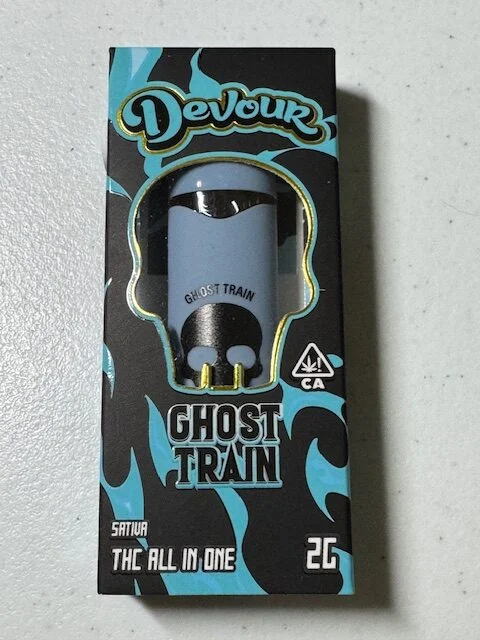 Devour
GHOST TRAIN
CA
GHOST
TRAIN
SATIVA
THC ALL IN ONE
2G